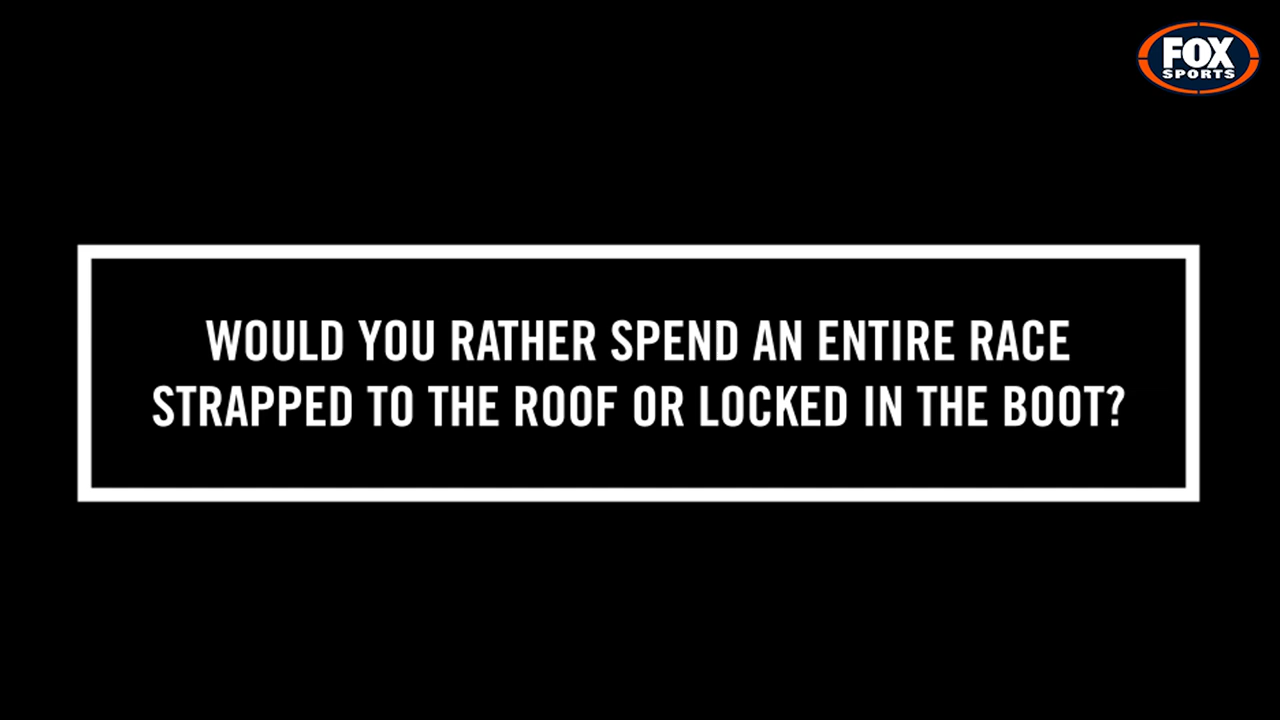 FOX
SPORTS
WOULD YOU RATHER SPEND AN ENTIRE RACE
STRAPPED TO THE ROOF OR LOCKED IN THE BOOT?